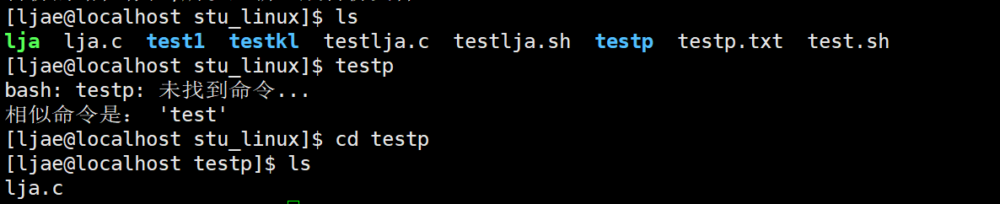 [ljae@localhost stu_linux]$ ls
lja lja.c test1 testkl testlja.c testlja.sh testp testp.txt test.sh
[ljae@localhost stu_linux]$ testp
bash: testp: 未找到命令...
相似命令是： 'test'
[ljae@localhost stu_linux]$ cd testp
[ljae@localhost testp]$ ls
lja.c